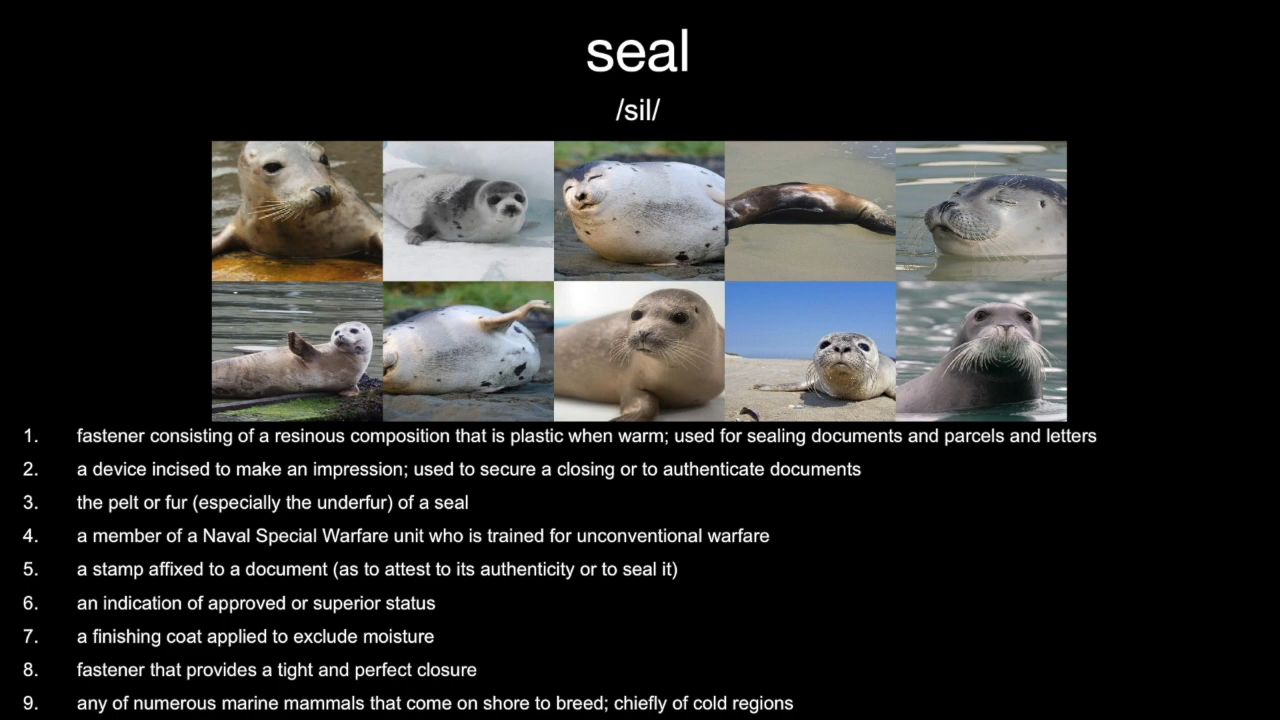 seal
/sil/
1. fastener consisting of a resinous composition that is plastic when warm; used for sealing documents and parcels and letters
2. a device incised to make an impression; used to secure a closing or to authenticate documents
3. the pelt or fur (especially the underfur) of a seal
4. a member of a Naval Special Warfare unit who is trained for unconventional warfare
5. a stamp affixed to a document (as to attest to its authenticity or to seal it)
6. an indication of approved or superior status
7. a finishing coat applied to exclude moisture
8. fastener that provides a tight and perfect closure
9. any of numerous marine mammals that come on shore to breed; chiefly of cold regions